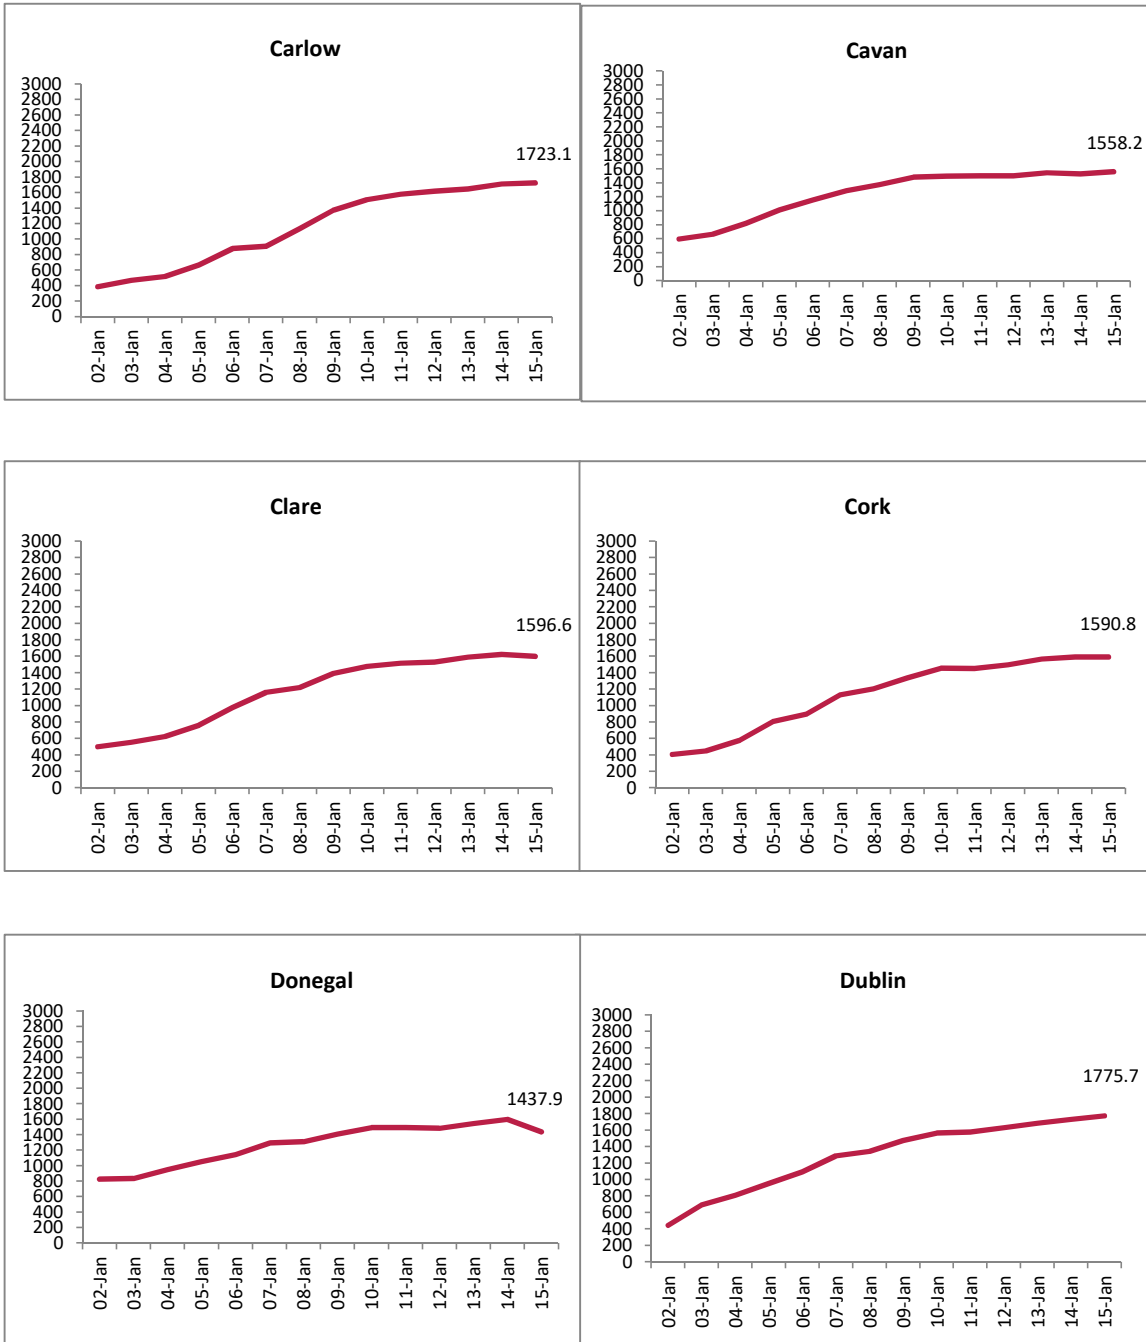 Carlow
3000
2800
2600
2400
2200
2000
1800
1600
1400
1200
1000
800
600
400
200
0
1723.1
02-Jan
03-Jan
04-Jan
05-Jan
06-Jan
07-Jan
08-Jan
09-Jan
10-Jan
11-Jan
12-Jan
13-Jan
14-Jan
15-Jan
Cavan
3000
2800
2600
2400
2200
2000
1800
1600
1400
1200
1000
800
600
400
200
0
1558.2
02-Jan
03-Jan
04-Jan
05-Jan
06-Jan
07-Jan
08-Jan
09-Jan
10-Jan
11-Jan
12-Jan
13-Jan
14-Jan
15-Jan
Clare
3000
2800
2600
2400
2200
2000
1800
1600
1400
1200
1000
800
600
400
200
0
1596.6
02-Jan
03-Jan
04-Jan
05-Jan
06-Jan
07-Jan
08-Jan
09-Jan
10-Jan
11-Jan
12-Jan
13-Jan
14-Jan
15-Jan
Cork
3000
2800
2600
2400
2200
2000
1800
1600
1400
1200
1000
800
600
400
200
0
1590.8
02-Jan
03-Jan
04-Jan
05-Jan
06-Jan
07-Jan
08-Jan
09-Jan
10-Jan
11-Jan
12-Jan
13-Jan
14-Jan
15-Jan
Donegal
3000
2800
2600
2400
2200
2000
1800
1600
1400
1200
1000
800
600
400
200
0
1437.9
02-Jan
03-Jan
04-Jan
05-Jan
06-Jan
07-Jan
08-Jan
09-Jan
10-Jan
11-Jan
12-Jan
13-Jan
14-Jan
15-Jan
Dublin
3000
2800
2600
2400
2200
2000
1800
1600
1400
1200
1000
800
600
400
200
0
1775.7
02-Jan
03-Jan
04-Jan
05-Jan
06-Jan
07-Jan
08-Jan
09-Jan
10-Jan
11-Jan
12-Jan
13-Jan
14-Jan
15-Jan